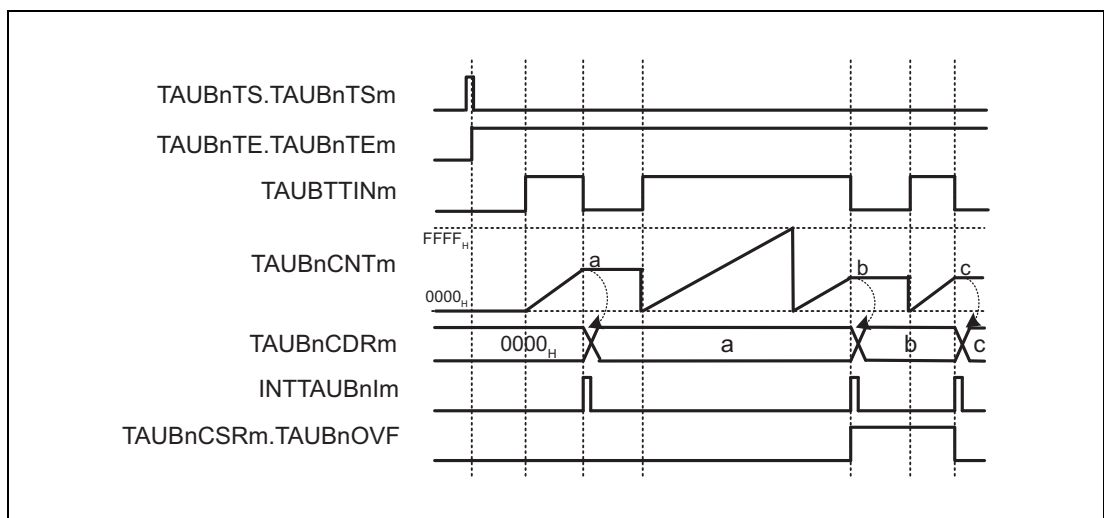 TAUBnTS.TAUBnTSm
TAUBnTE.TAUBnTEm
TAUBTTINm
FFFFH
TAUBnCNTm
a
b
c
0000H
TAUBnCDRm
0000H
a
b
c
INTTAUBnIm
TAUBnCSRm.TAUBnOVF